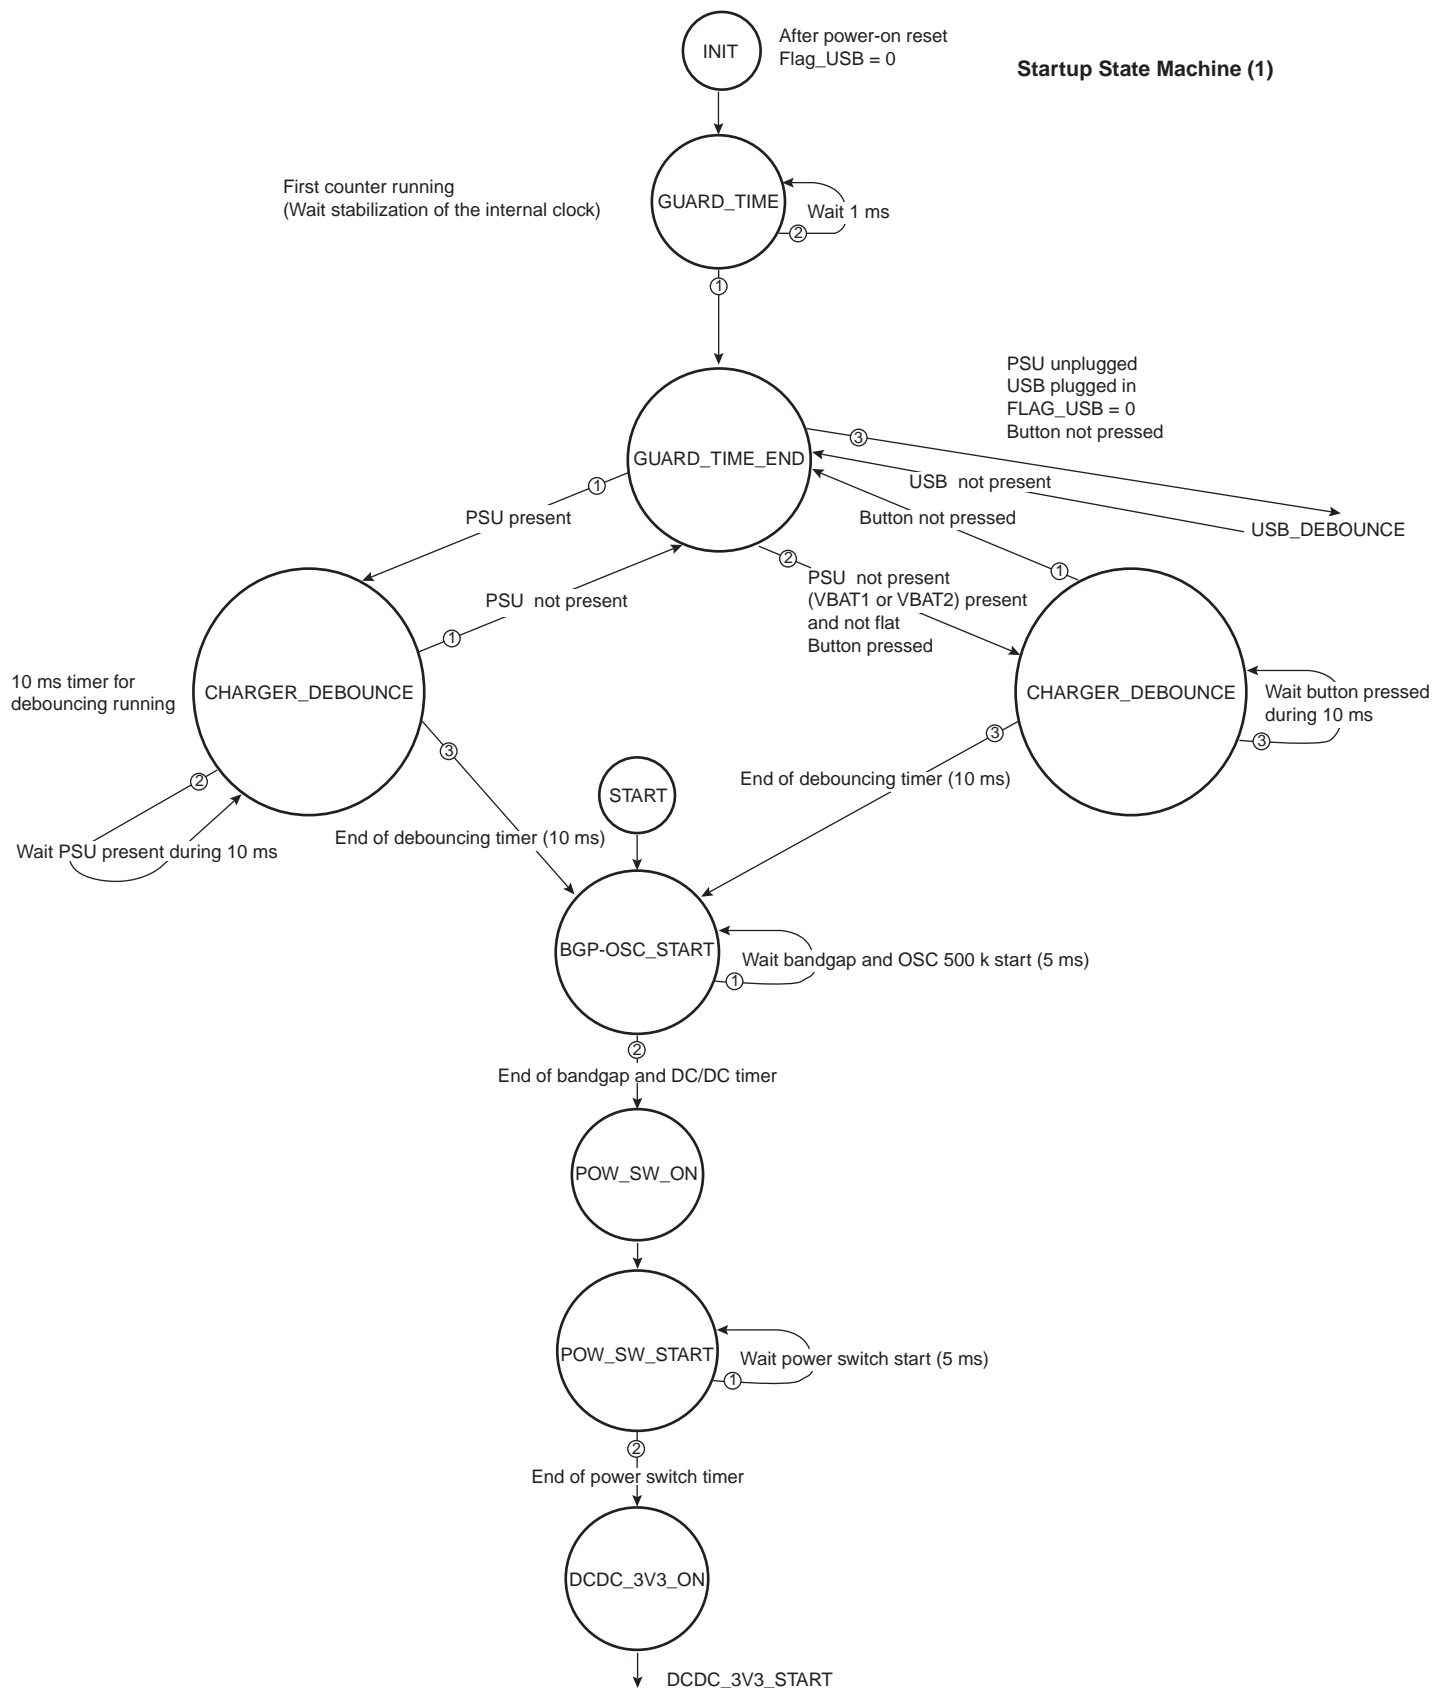 INIT
After power-on reset
Flag_USB = 0
Startup State Machine (1)
First counter running
(Wait stabilization of the internal clock)
GUARD_TIME
Wait 1 ms
2
1
PSU unplugged
USB plugged in
FLAG_USB = 0
Button not pressed
3
GUARD_TIME_END
USB not present
1
PSU present
Button not pressed
USB_DEBOUNCE
2
PSU not present
(VBAT1 or VBAT2) present
and not flat
Button pressed
1
PSU not present
1
10 ms timer for
debouncing running
CHARGER_DEBOUNCE
CHARGER_DEBOUNCE
Wait button pressed
during 10 ms
3
3
3
2
End of debouncing timer (10 ms)
START
End of debouncing timer (10 ms)
Wait PSU present during 10 ms
BGP-OSC_START
Wait bandgap and OSC 500 k start (5 ms)
1
2
End of bandgap and DC/DC timer
POW_SW_ON
POW_SW_START
Wait power switch start (5 ms)
1
2
End of power switch timer
DCDC_3V3_ON
DCDC_3V3_START